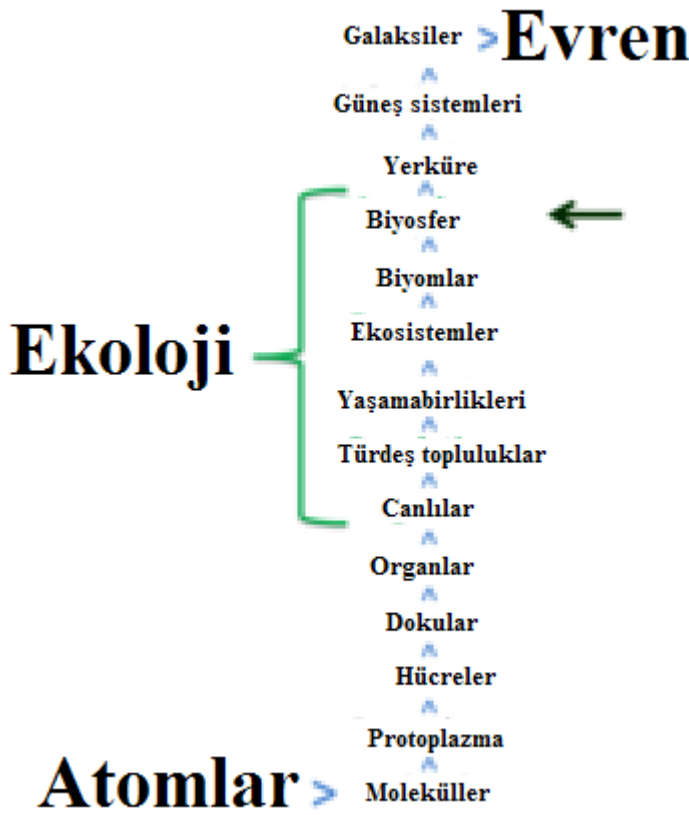 Galaksiler > Evren
Güneş sistemleri
Yerküre
Biyosfer
Biyomlar
Ekoloji
Ekosistemler
Yaşamabirlikleri
Türdeş topluluklar
Canlılar
Organlar
Dokular
Hücreler
Protoplazma
Atomlar > Moleküller